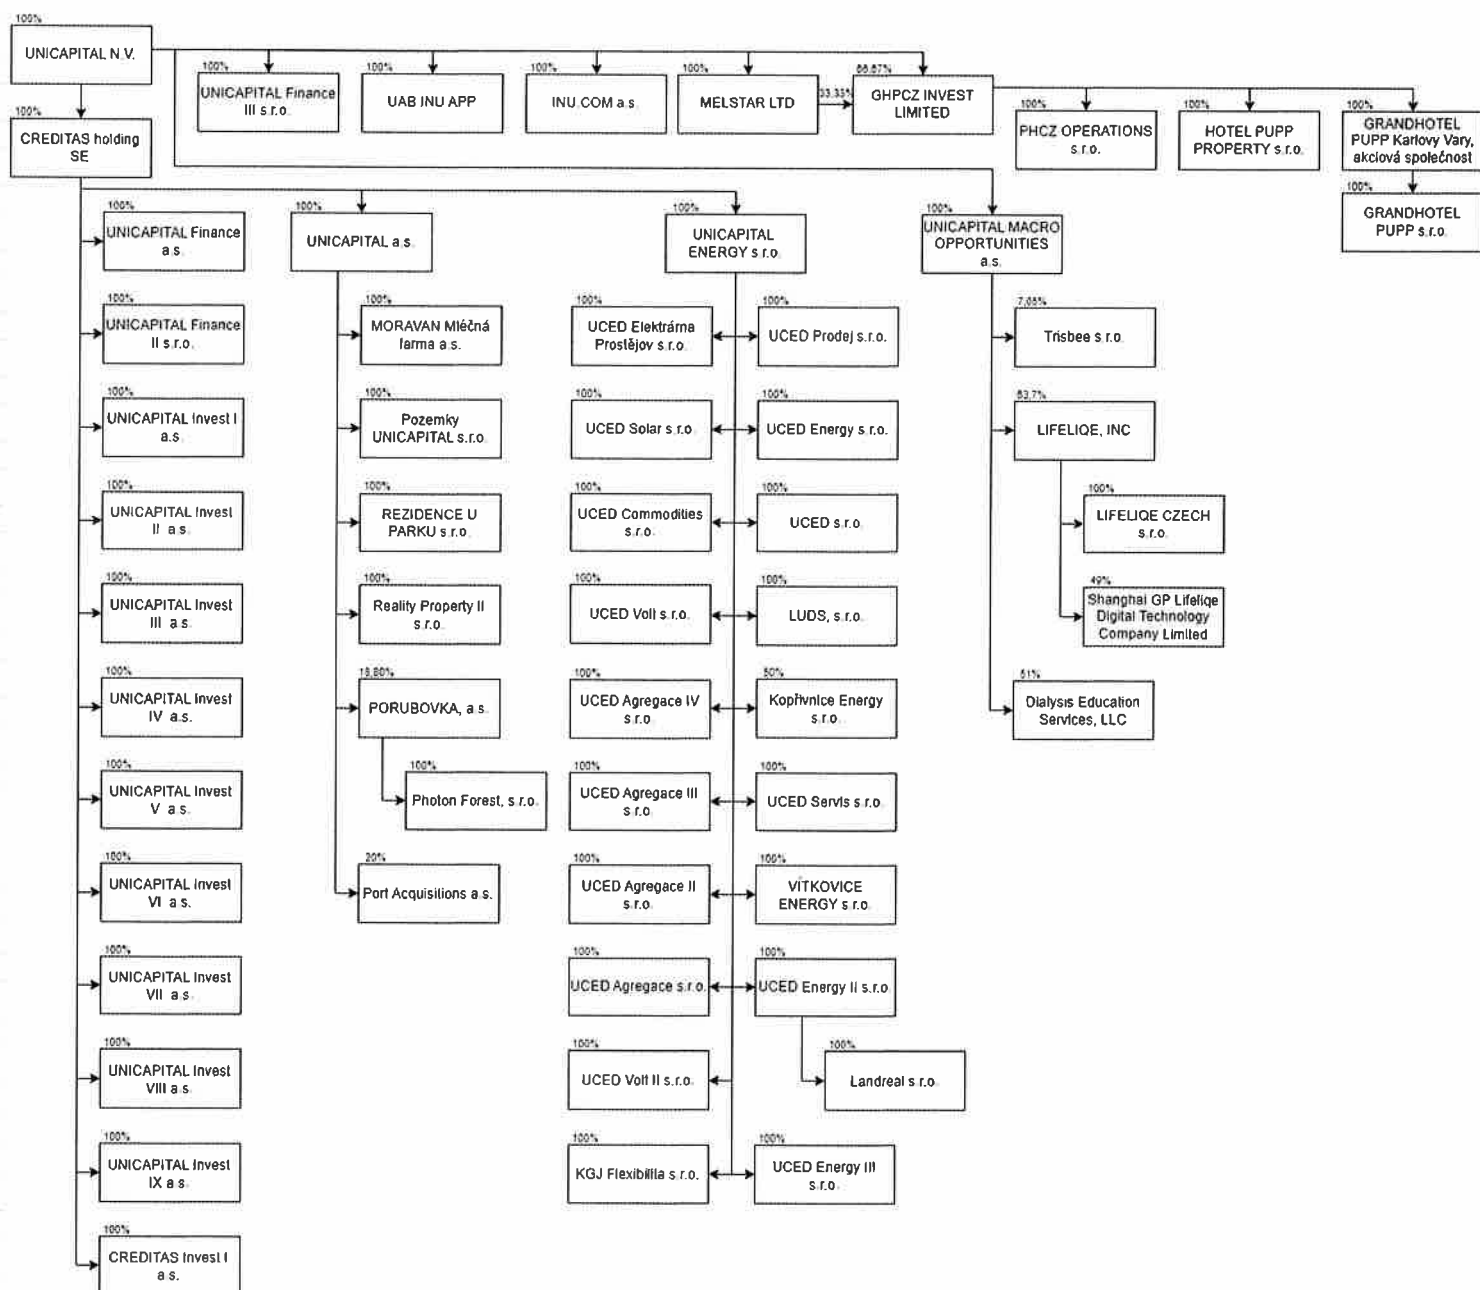 100%
UNICAPITAL N.V.
100%
UNICAPITAL Finance
III s.r.o.
100%
UAB INU APP
100%
INU.COM a.s.
100%
MELSTAR LTD
33,33%
66,67%
GHPCZ INVEST
LIMITED
100%
PHCZ OPERATIONS
s.r.o.
100%
HOTEL PUPP
PROPERTY s.r.o.
100%
GRANDHOTEL
PUPP Karlovy Vary,
akciová společnost
100%
GRANDHOTEL
PUPP s.r.o.
100%
CREDITAS holding
SE
100%
UNICAPITAL Finance
a.s.
100%
UNICAPITAL Finance
II s.r.o.
100%
UNICAPITAL Invest I
a.s.
100%
UNICAPITAL Invest
II a.s.
100%
UNICAPITAL Invest
III a.s.
100%
UNICAPITAL Invest
IV a.s.
100%
UNICAPITAL Invest
V a.s.
100%
UNICAPITAL Invest
VI a.s.
100%
UNICAPITAL Invest
VII a.s.
100%
UNICAPITAL Invest
VIII a.s.
100%
UNICAPITAL Invest
IX a.s.
100%
CREDITAS Invest I
a.s.
100%
UNICAPITAL a.s.
100%
MORAVAN Mléčná
farma a.s.
100%
Pozemky
UNICAPITAL s.r.o.
100%
REZIDENCE U
PARKU s.r.o.
100%
Reality Property II
s.r.o.
18,80%
PORUBOVKA, a.s.
100%
Photon Forest, s.r.o.
20%
Port Acquisitions a.s.
100%
UNICAPITAL
ENERGY s.r.o.
100%
UCED Elektrárna
Prostějov s.r.o.
100%
UCED Prodej s.r.o.
100%
UCED Solar s.r.o.
100%
UCED Energy s.r.o.
100%
UCED Commodities
s.r.o.
100%
UCED s.r.o.
100%
UCED Volt s.r.o.
100%
LUDS, s.r.o.
100%
UCED Agregace IV
s.r.o.
50%
Kopřivnice Energy
s.r.o.
100%
UCED Agregace III
s.r.o.
100%
UCED Servis s.r.o.
100%
UCED Agregace II
s.r.o.
100%
VÍTKOVICE
ENERGY s.r.o.
100%
UCED Agregace s.r.o.
100%
UCED Energy II s.r.o.
100%
Landreal s.r.o.
100%
UCED Volt II s.r.o.
100%
KGJ Flexibilita s.r.o.
100%
UCED Energy III
s.r.o.
100%
UNICAPITAL MACRO
OPPORTUNITIES
a.s.
7,05%
Trisbee s.r.o.
63,7%
LIFELIQE, INC
100%
LIFELIQE CZECH
s.r.o.
49%
Shanghai GP Lifeliqe
Digital Technology
Company Limited
51%
Dialysis Education
Services, LLC